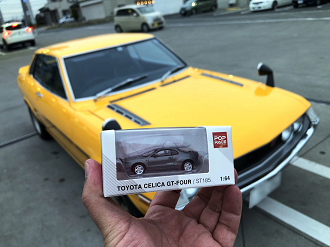 POP
RACE
TOYOTA CELICA GT-FOUR / ST185
1:64